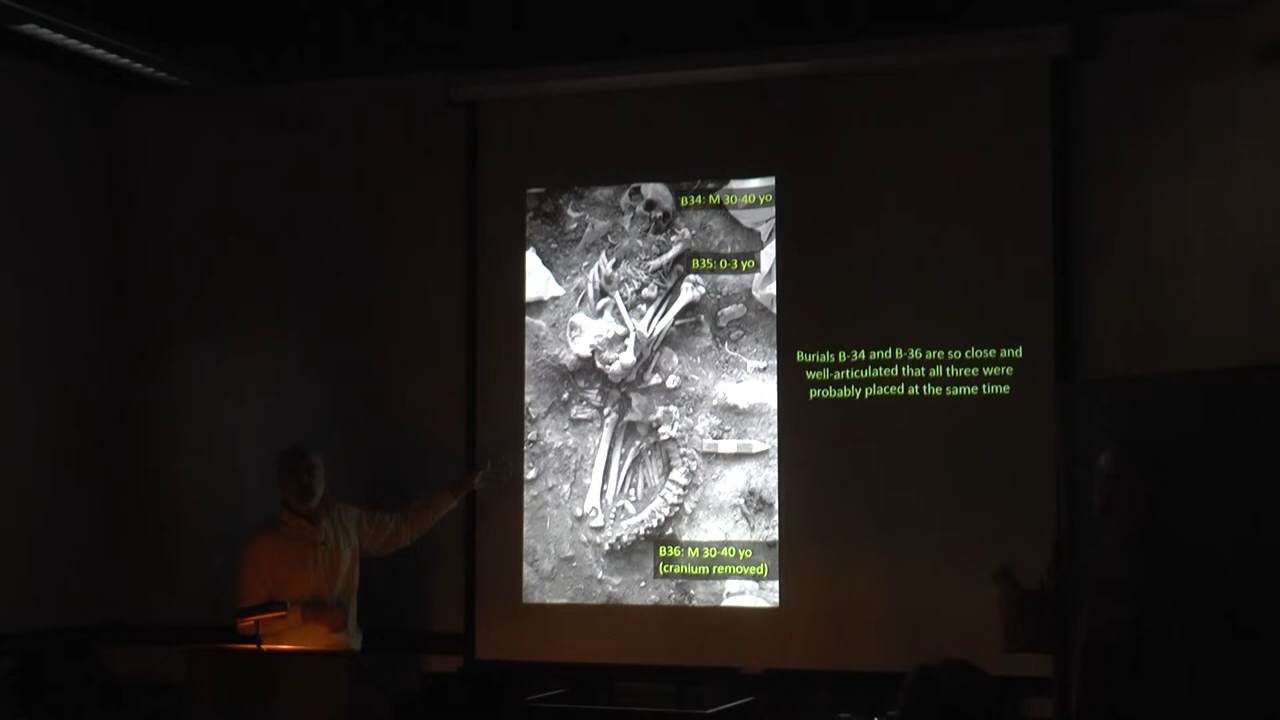 B34: M 30-40 yo
B35: 0-3 yo
Burials B-34 and B-36 are so close and
well-articulated that all three were
probably placed at the same time
B36: M 30-40 yo
(cranium removed)